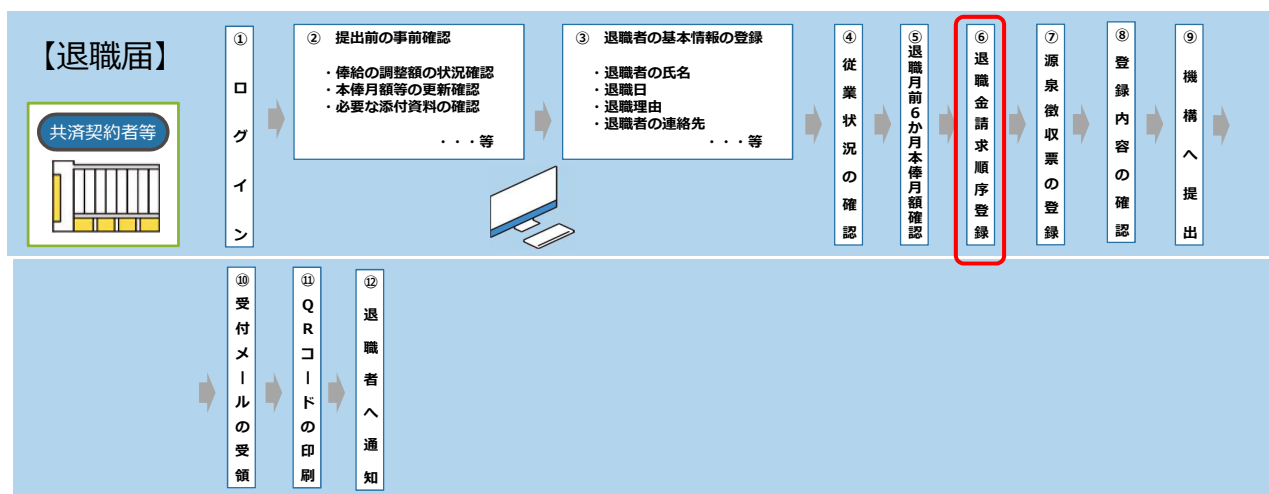 【退職届】
共済契約者等
① ログイン
② 提出前の事前確認
・俸給の調整額の状況確認
・本俸月額等の更新確認
・必要な添付資料の確認
・・・等
③ 退職者の基本情報の登録
・退職者の氏名
・退職日
・退職理由
・退職者の連絡先
・・・等
④従業状況の確認
⑤退職月前6か月本俸月額確認
⑥退職金請求順序登録
⑦源泉徴収票の登録
⑧登録内容の確認
⑨機構へ提出
⑩受付メールの受領
⑪QRコードの印刷
⑫退職者へ通知